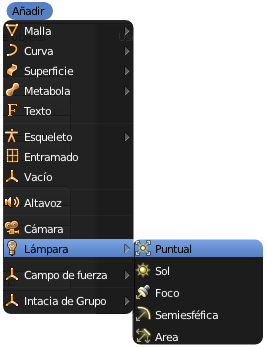 Añadir
Malla
Curva
Superficie
Metabola
Texto
Esqueleto
Entramado
Vacío
Altavoz
Cámara
Lámpara
Campo de fuerza
Intacia de Grupo
Puntual
Sol
Foco
Semiesféfica
Area